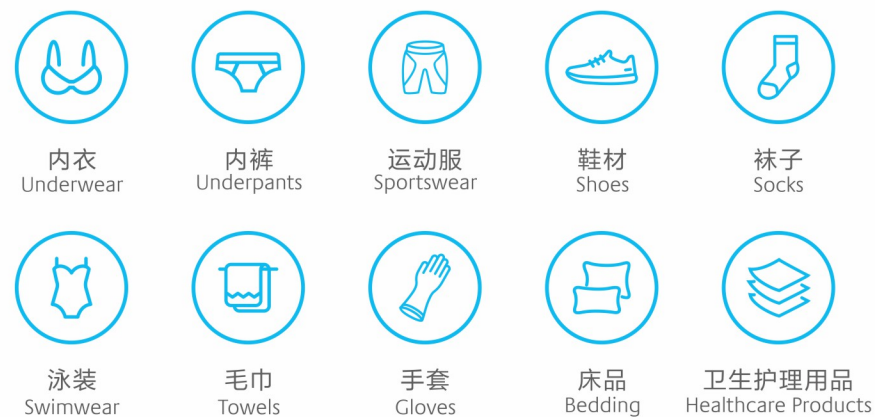 内衣
Underwear
内裤
Underpants
运动服
Sportswear
鞋材
Shoes
袜子
Socks
泳装
Swimwear
毛巾
Towels
手套
Gloves
床品
Bedding
卫生护理用品
Healthcare Products